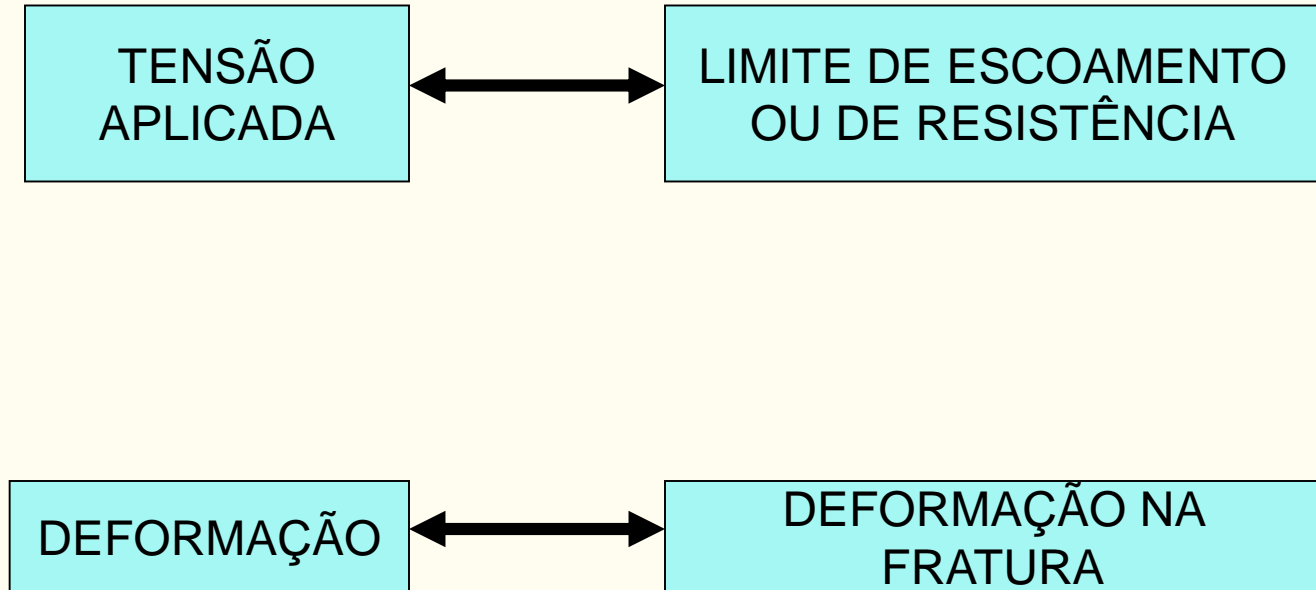 TENSÃO
APLICADA
LIMITE DE ESCOAMENTO
OU DE RESISTÊNCIA
DEFORMAÇÃO
DEFORMAÇÃO NA
FRATURA